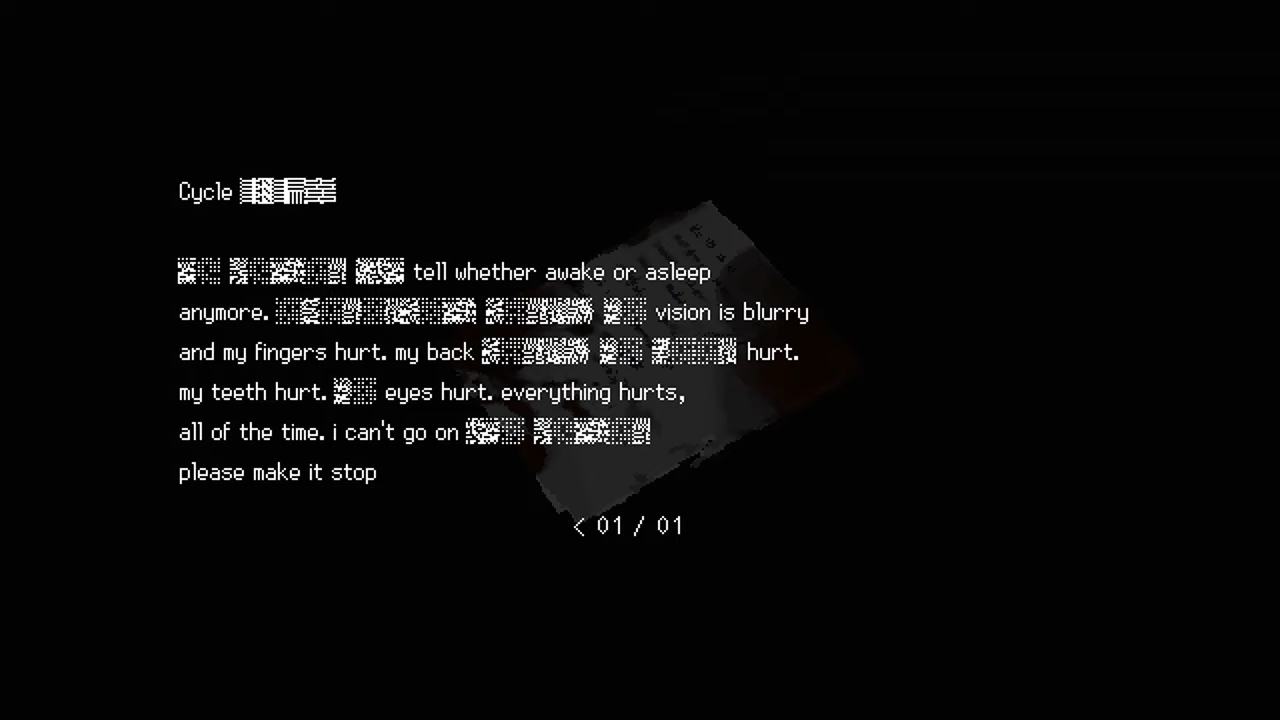 Cycle
tell whether awake or asleep
anymore. vision is blurry
and my fingers hurt. my back hurt.
my teeth hurt. eyes hurt. everything hurts,
all of the time. i can't go on
please make it stop
< 01 / 01